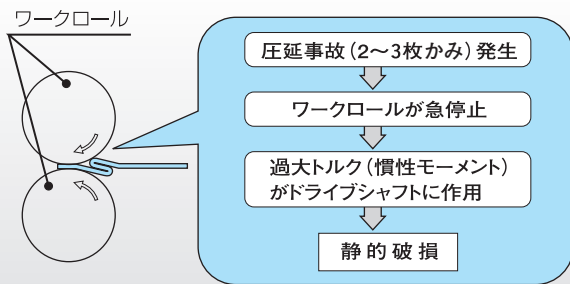 ワークロール
圧延事故（2～3枚かみ）発生
ワークロールが急停止
過大トルク（慣性モーメント）
がドライブシャフトに作用
静的破損